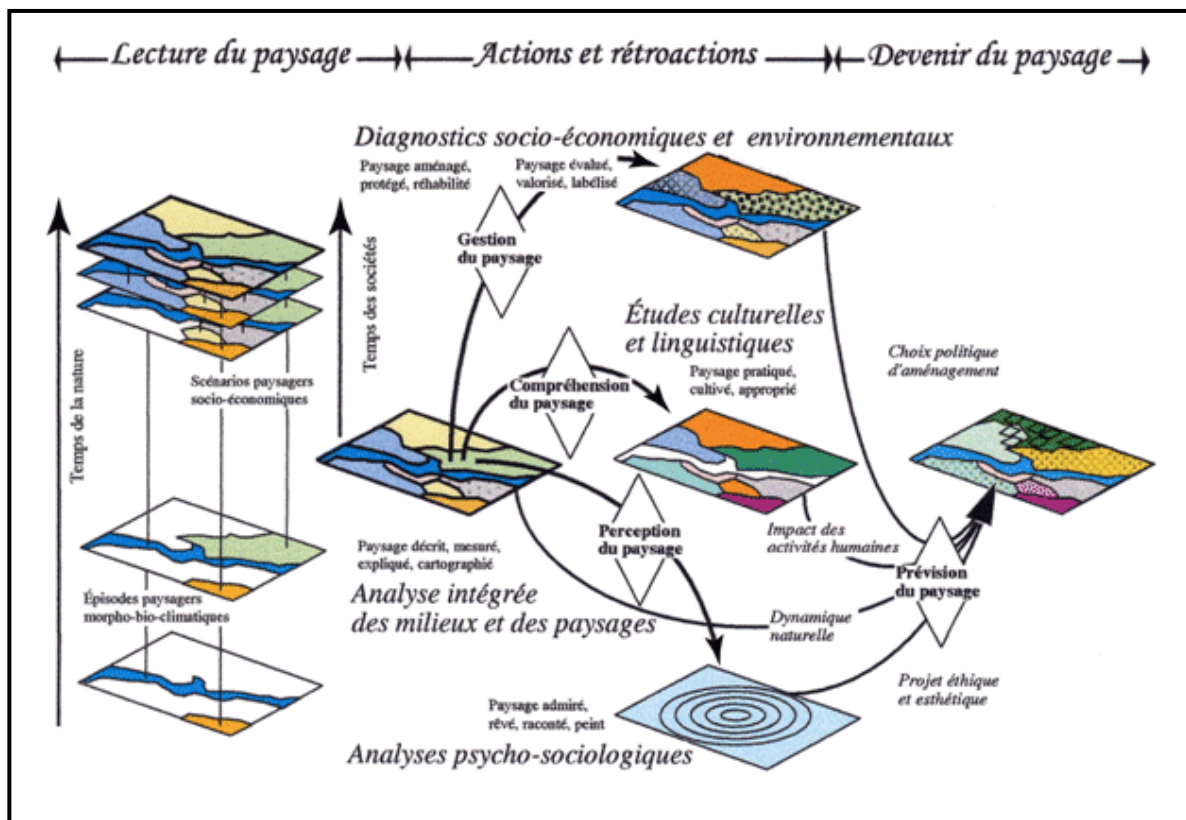 Lecture du paysage
Actions et rétroactions
Devenir du paysage
Diagnostics socio-économiques et environnementaux
Paysage aménagé,
protégé, réhabilité
Paysage évalué,
valorisé, labélisé
Gestion
du paysage
Temps de la nature
Temps des sociétés
Scénarios paysagers
socio-économiques
Études culturelles
et linguistiques
Paysage pratiqué,
cultivé, approprié
Compréhension
du paysage
Choix politique
d'aménagement
Perception
du paysage
Impact des
activités humaines
Prévision
du paysage
Paysage décrit, mesuré,
expliqué, cartographié
Analyse intégrée
des milieux et des paysages
Épisodes paysagers
morpho-bio-climatiques
Dynamique
naturelle
Projet éthique
et esthétique
Paysage admiré,
rêvé, raconté, peint
Analyses psycho-sociologiques